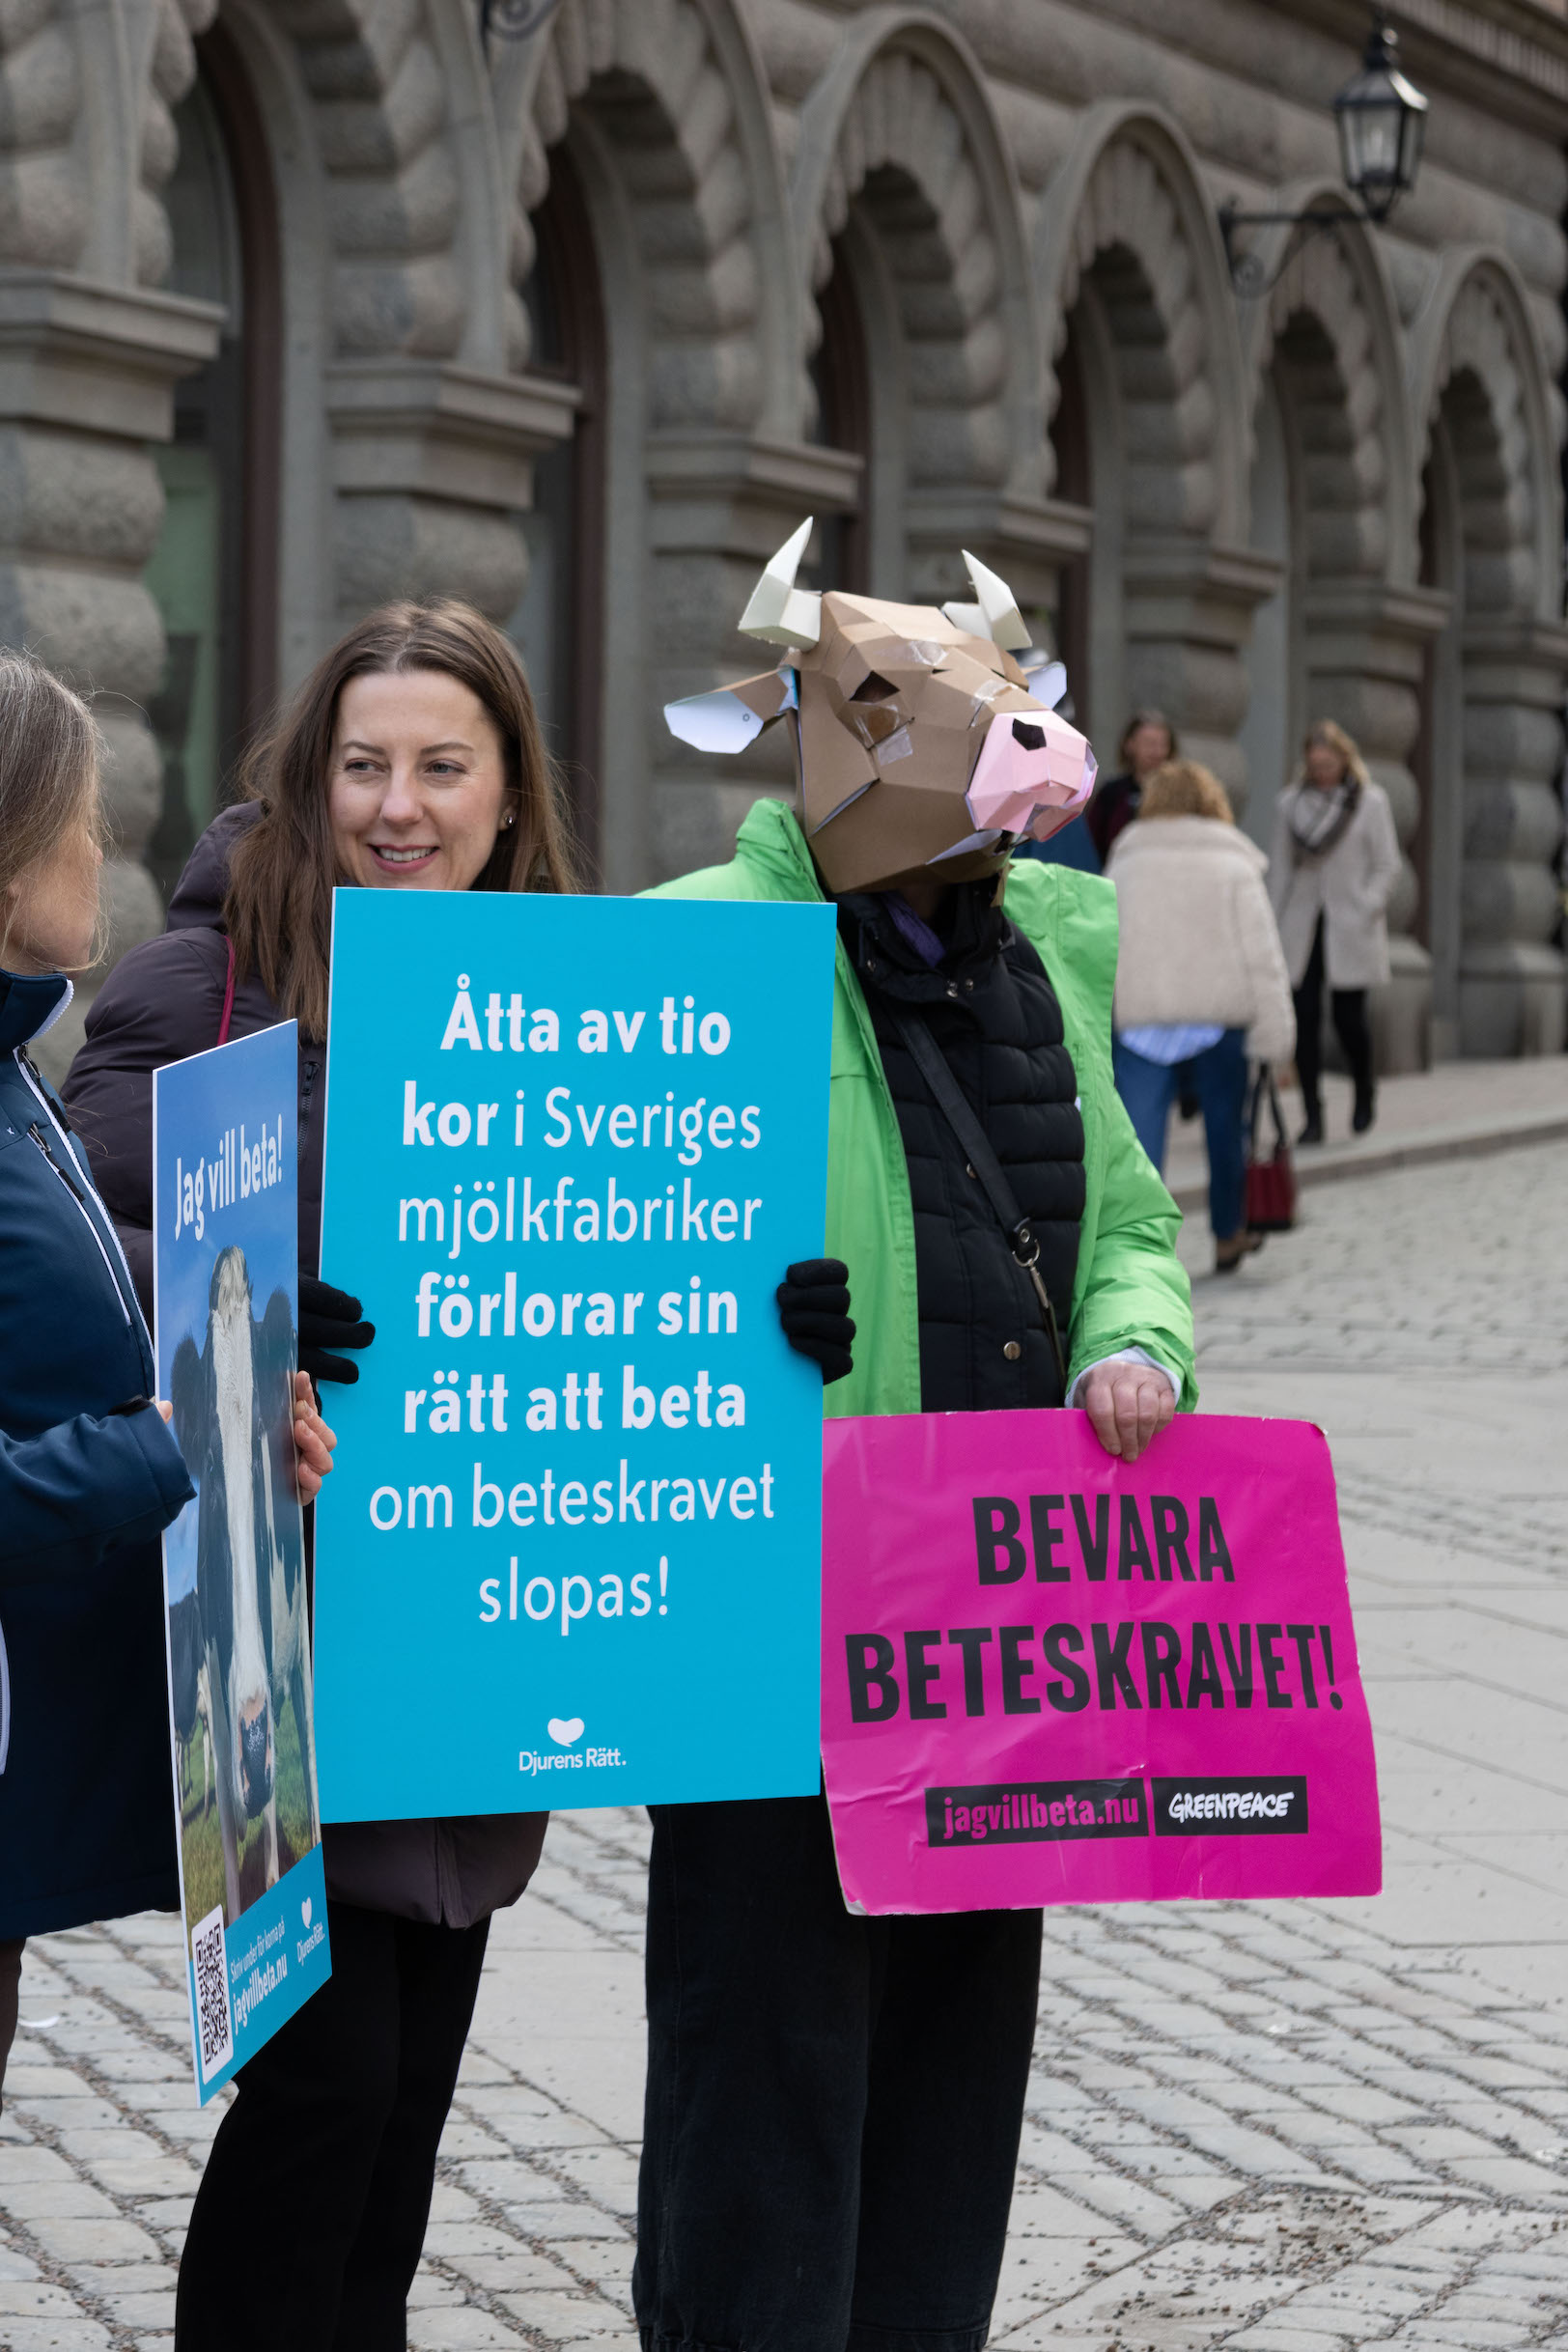 Jag vill beta!
Skriv under för korna på
jagvillbeta.nu
Djurens Rätt.
Åtta av tio
kor i Sveriges
mjölkfabriker
förlorar sin
rätt att beta
om beteskravet
slopas!
Djurens Rätt.
BEVARA
BETESKRAVET!
jagvillbeta.nu
GREENPEACE